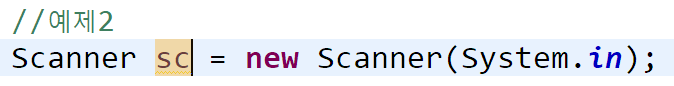 //예제2
Scanner sc = new Scanner(System.in);